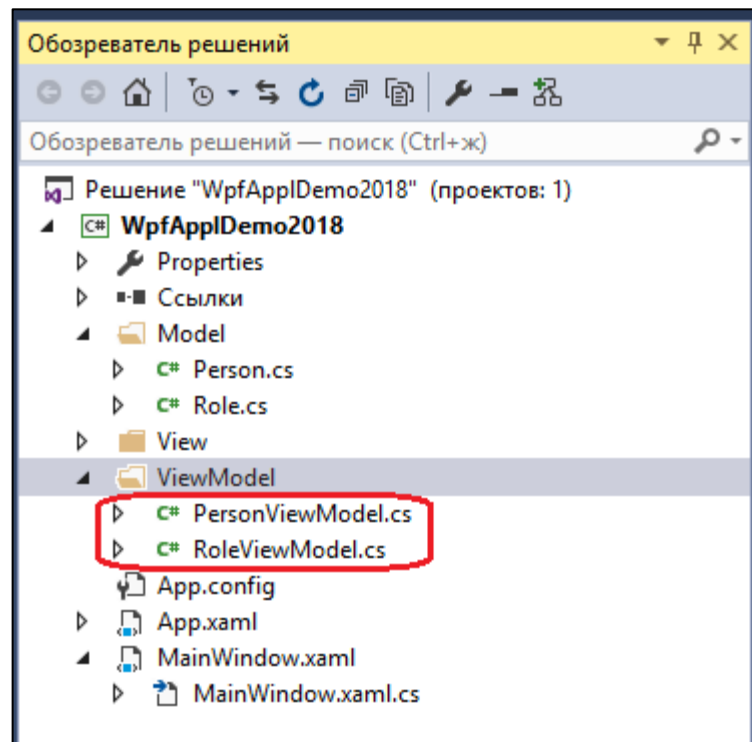 Обозреватель решений
Обозреватель решений — поиск (Ctrl+ж)
Решение "WpfApplDemo2018" (проектов: 1)
C# WpfApplDemo2018
Properties
Ссылки
Model
C# Person.cs
C# Role.cs
View
ViewModel
C# PersonViewModel.cs
C# RoleViewModel.cs
App.config
App.xaml
MainWindow.xaml
MainWindow.xaml.cs